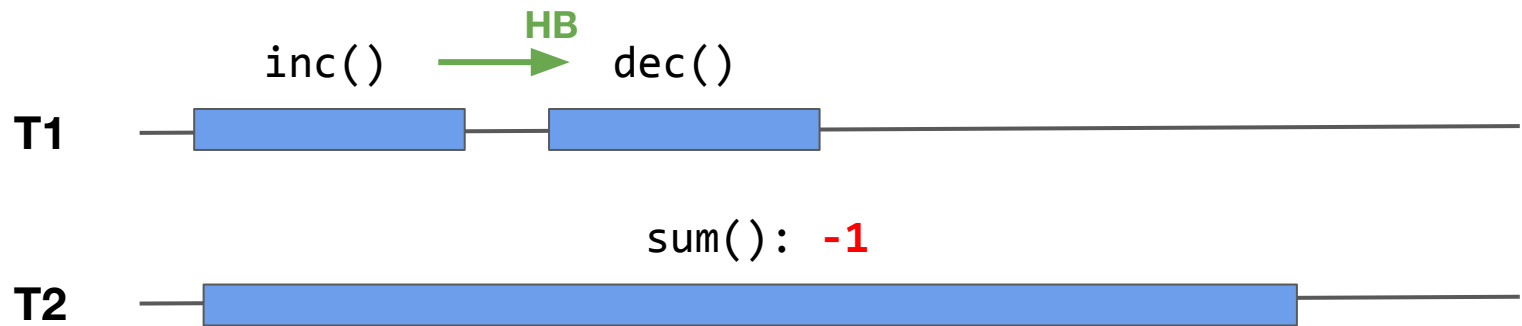 HB
inc() dec()
T1
sum(): -1
T2